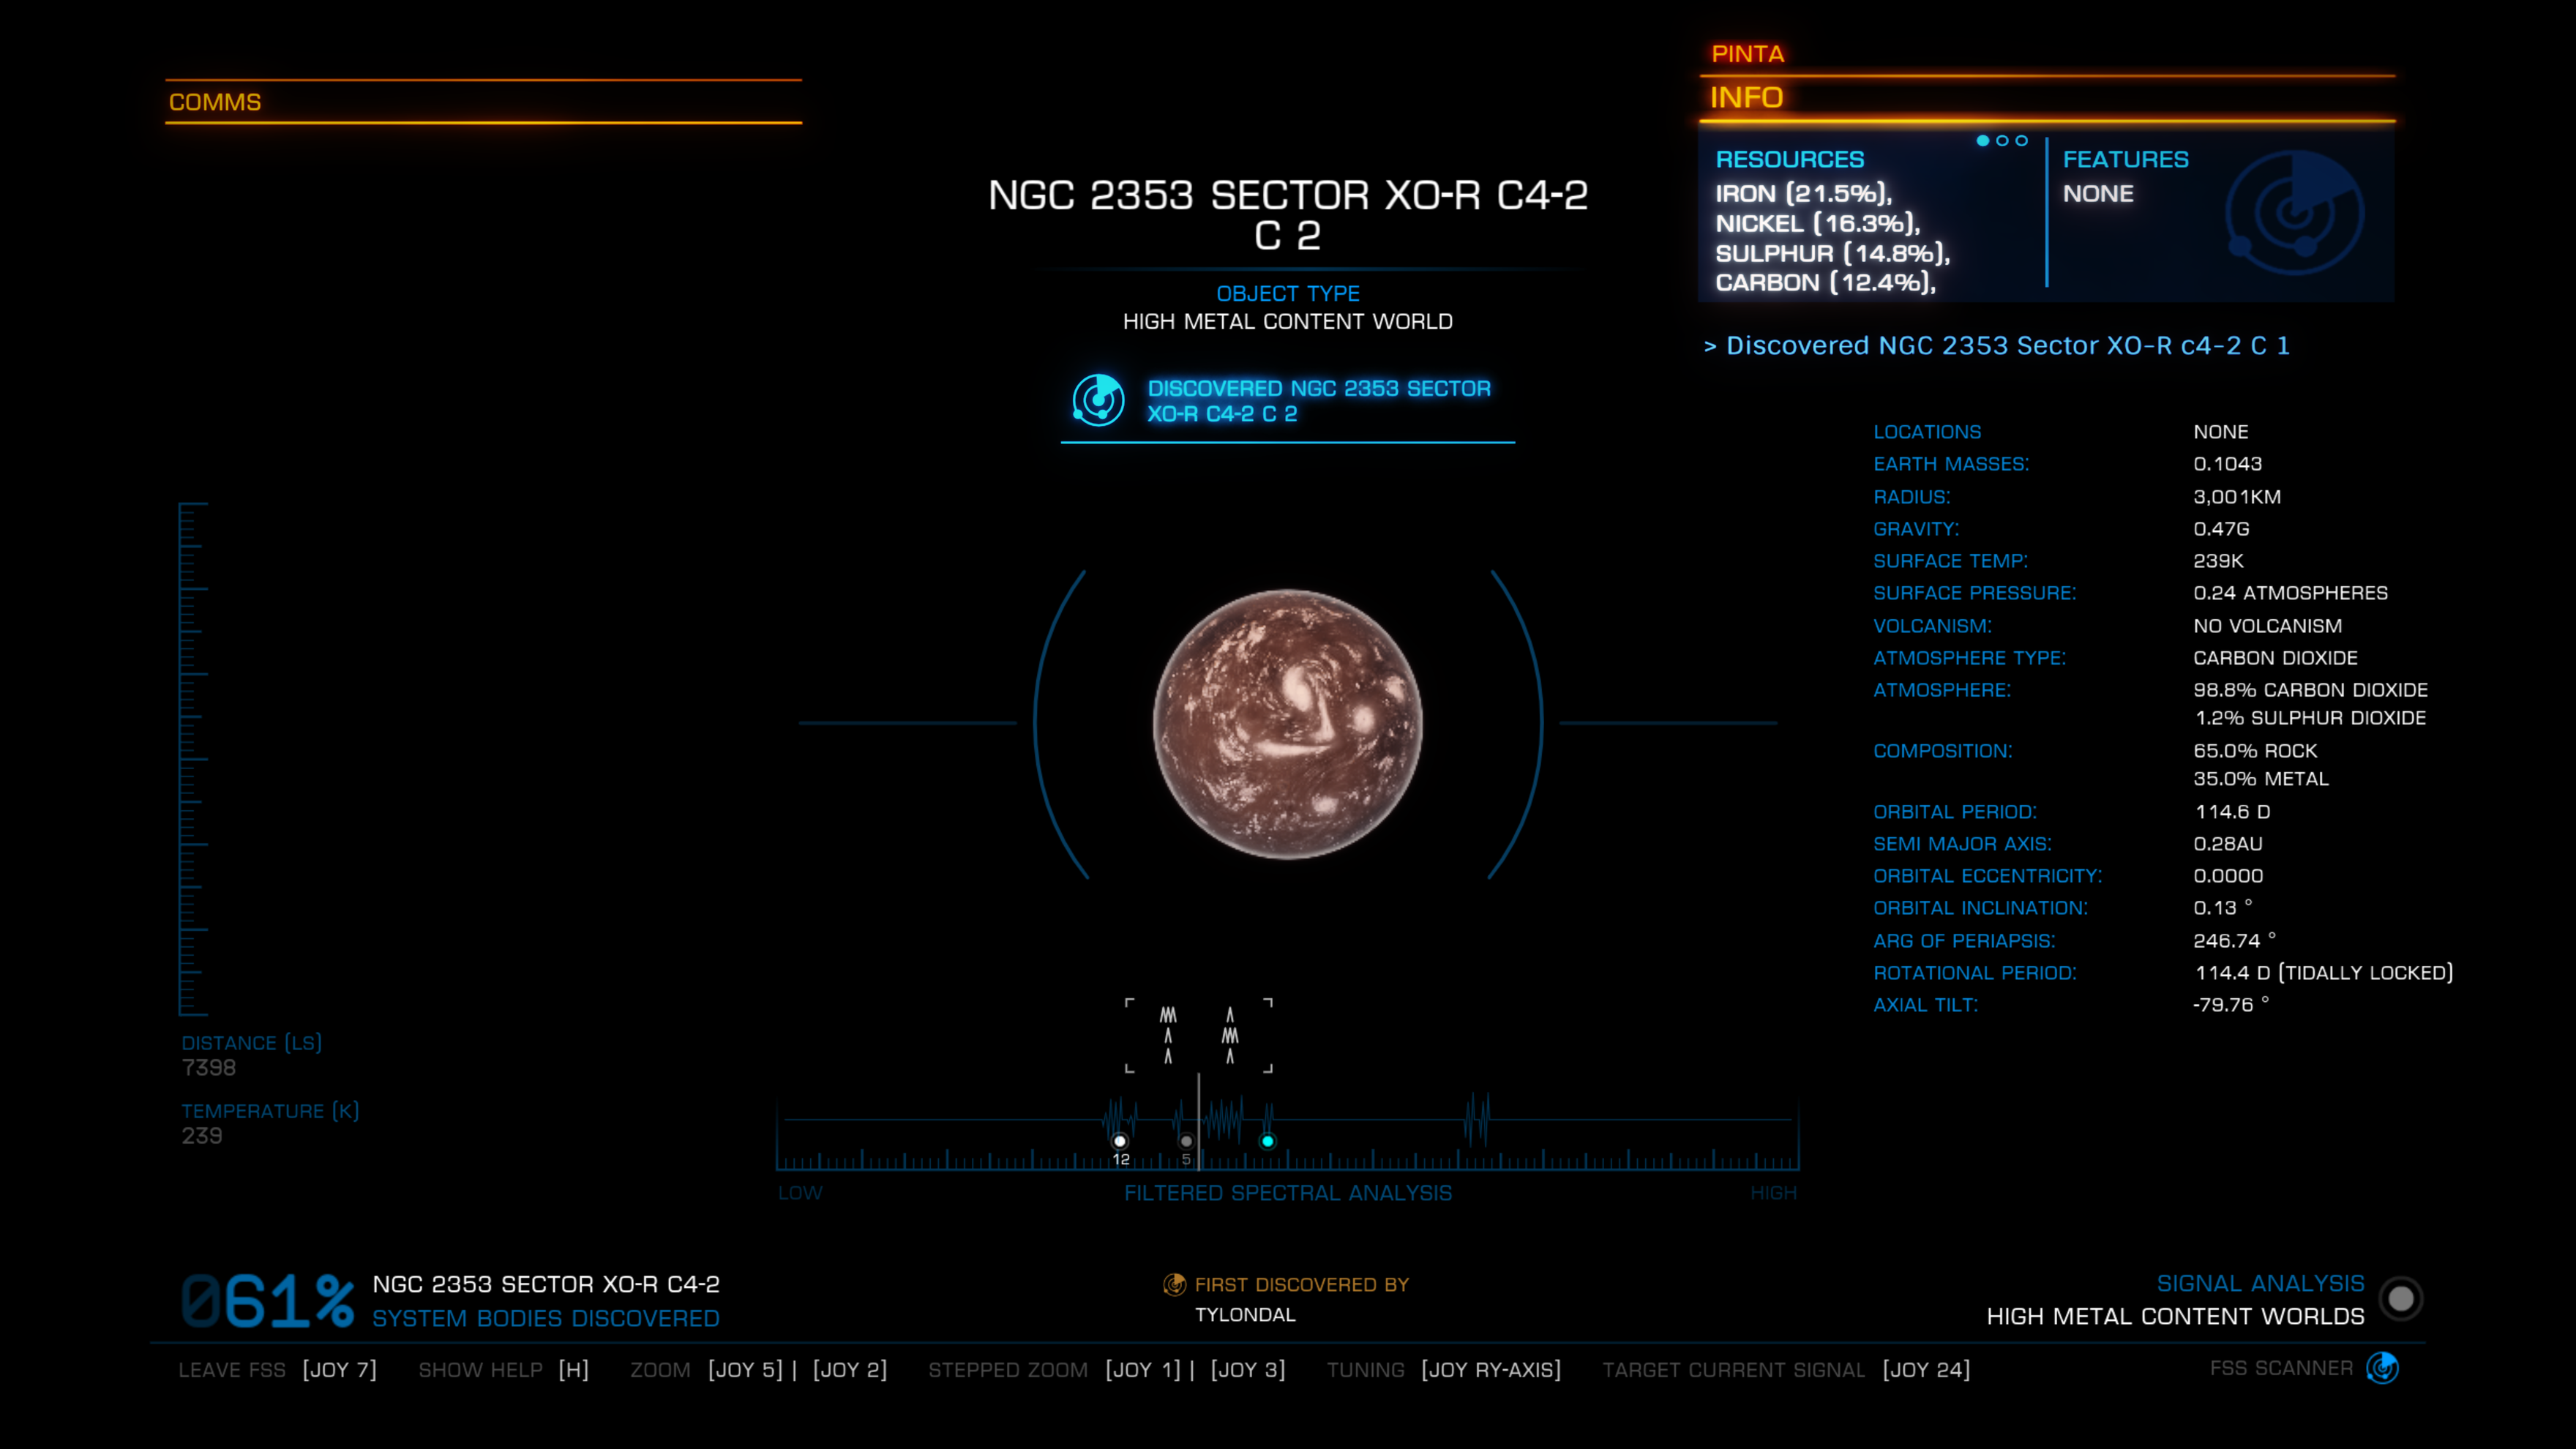 COMMS
PINTA
INFO
RESOURCES
IRON (21.5%),
NICKEL (16.3%),
SULPHUR (14.8%),
CARBON (12.4%),
FEATURES
NONE
> Discovered NGC 2353 Sector XO-R c4-2 C 1
NGC 2353 SECTOR XO-R C4-2
C 2
OBJECT TYPE
HIGH METAL CONTENT WORLD
DISCOVERED NGC 2353 SECTOR
XO-R C4-2 C 2
LOCATIONS NONE
EARTH MASSES: 0.1043
RADIUS: 3,001KM
GRAVITY: 0.47G
SURFACE TEMP: 239K
SURFACE PRESSURE: 0.24 ATMOSPHERES
VOLCANISM: NO VOLCANISM
ATMOSPHERE TYPE: CARBON DIOXIDE
ATMOSPHERE: 98.8% CARBON DIOXIDE
1.2% SULPHUR DIOXIDE
COMPOSITION: 65.0% ROCK
35.0% METAL
ORBITAL PERIOD: 114.6 D
SEMI MAJOR AXIS: 0.28AU
ORBITAL ECCENTRICITY: 0.0000
ORBITAL INCLINATION: 0.13 °
ARG OF PERIAPSIS: 246.74 °
ROTATIONAL PERIOD: 114.4 D (TIDALLY LOCKED)
AXIAL TILT: -79.76 °
DISTANCE (LS)
7398
TEMPERATURE (K)
239
12 5
LOW FILTERED SPECTRAL ANALYSIS HIGH
061% NGC 2353 SECTOR XO-R C4-2
SYSTEM BODIES DISCOVERED
FIRST DISCOVERED BY
TYLONDAL
SIGNAL ANALYSIS
HIGH METAL CONTENT WORLDS
LEAVE FSS [JOY 7] SHOW HELP [H] ZOOM [JOY 5] | [JOY 2] STEPPED ZOOM [JOY 1] | [JOY 3] TUNING [JOY RY-AXIS] TARGET CURRENT SIGNAL [JOY 24] FSS SCANNER